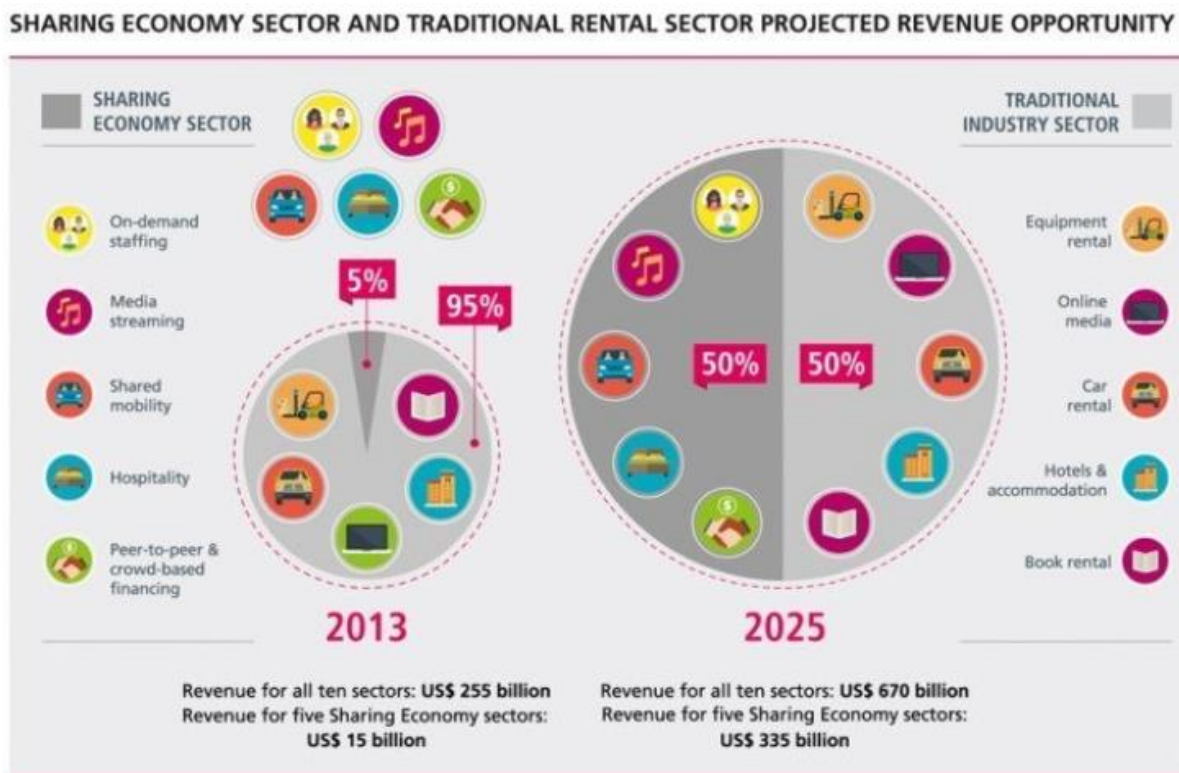 SHARING ECONOMY SECTOR AND TRADITIONAL RENTAL SECTOR PROJECTED REVENUE OPPORTUNITY
SHARING
ECONOMY SECTOR
On-demand
staffing
Media
streaming
Shared
mobility
Hospitality
Peer-to-peer &
crowd-based
financing
5%
95%
2013
Revenue for all ten sectors: US$ 255 billion
Revenue for five Sharing Economy sectors:
US$ 15 billion
50%
50%
2025
Revenue for all ten sectors: US$ 670 billion
Revenue for five Sharing Economy sectors:
US$ 335 billion
TRADITIONAL
INDUSTRY SECTOR
Equipment
rental
Online
media
Car
rental
Hotels &
accommodation
Book rental